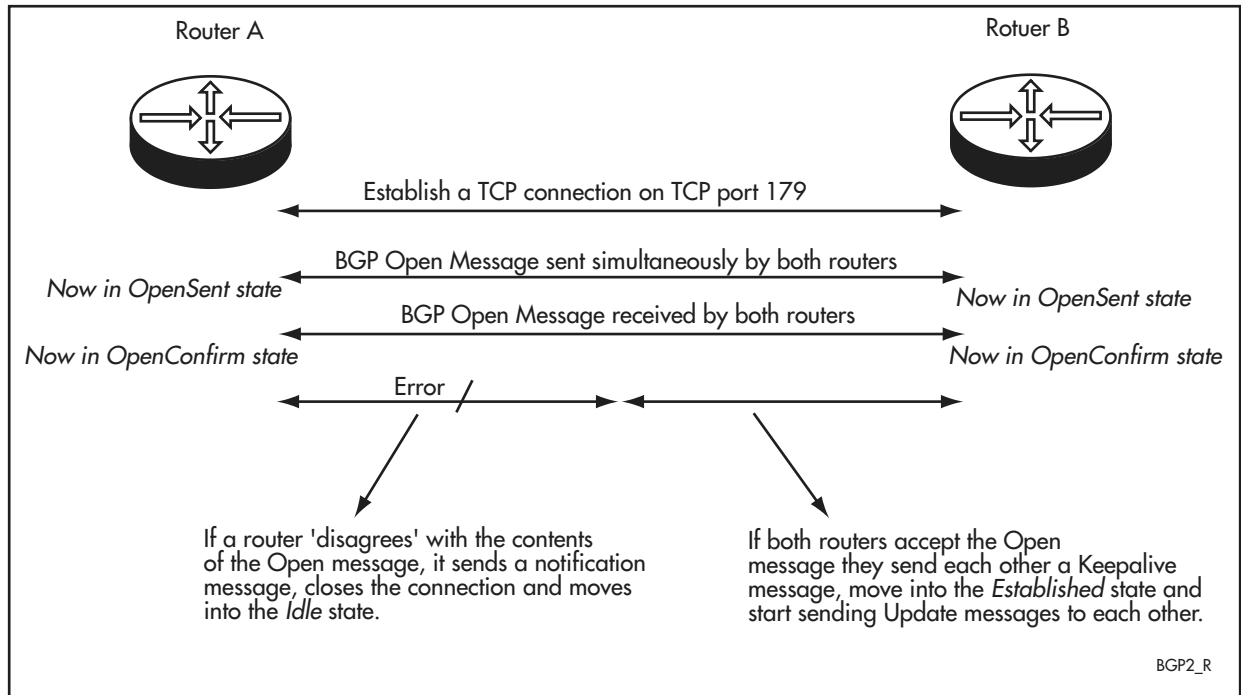 Router A
Rotuer B
Establish a TCP connection on TCP port 179
BGP Open Message sent simultaneously by both routers
Now in OpenSent state
Now in OpenSent state
BGP Open Message received by both routers
Now in OpenConfirm state
Now in OpenConfirm state
Error
If a router 'disagrees' with the contents
of the Open message, it sends a notification
message, closes the connection and moves
into the Idle state.
If both routers accept the Open
message they send each other a Keepalive
message, move into the Established state and
start sending Update messages to each other.
BGP2_R